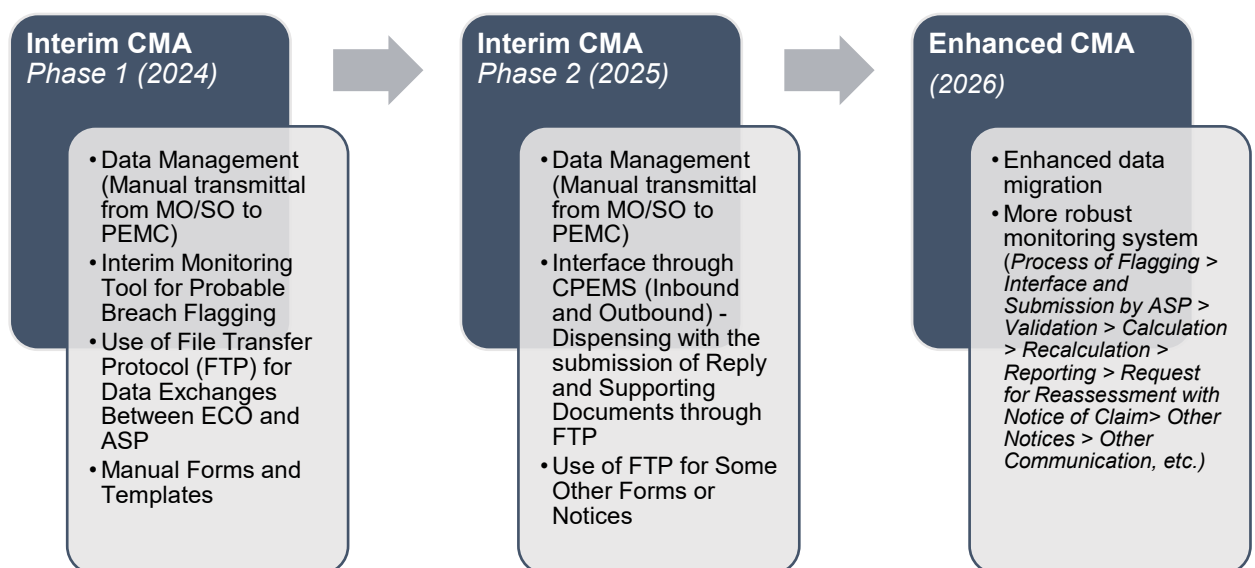 Interim CMA
Phase 1 (2024)
• Data Management
(Manual transmittal
from MO/SO to
PEMC)
• Interim Monitoring
Tool for Probable
Breach Flagging
• Use of File Transfer
Protocol (FTP) for
Data Exchanges
Between ECO and
ASP
• Manual Forms and
Templates
Interim CMA
Phase 2 (2025)
• Data Management
(Manual transmittal
from MO/SO to
PEMC)
• Interface through
CPEMS (Inbound
and Outbound) -
Dispensing with the
submission of Reply
and Supporting
Documents through
FTP
• Use of FTP for Some
Other Forms or
Notices
Enhanced CMA
(2026)
• Enhanced data
migration
• More robust
monitoring system
(Process of Flagging >
Interface and
Submission by ASP >
Validation > Calculation
> Recalculation >
Reporting > Request
for Reassessment with
Notice of Claim> Other
Notices > Other
Communication, etc.)